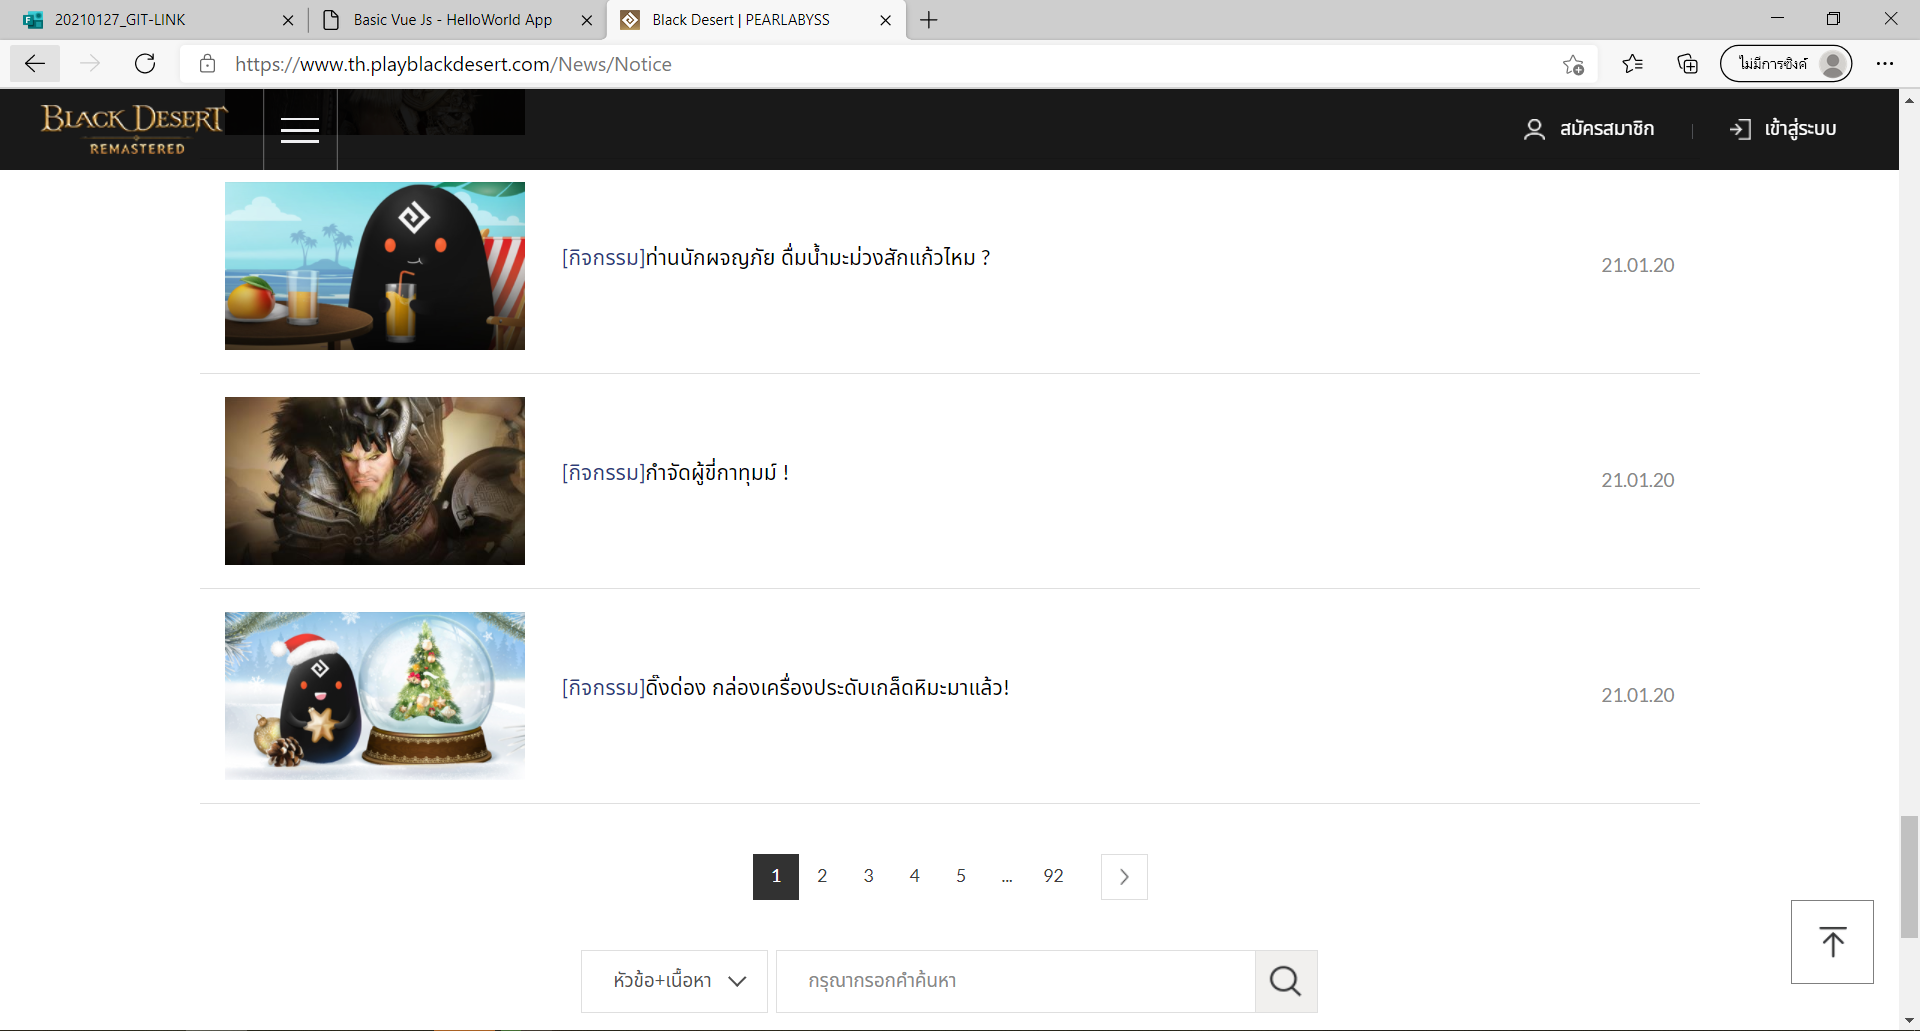 20210127_GIT-LINK
Basic Vue Js - HelloWorld App
Black Desert | PEARLABYSS
https://www.th.playblackdesert.com/News/Notice
ไม่มีการซิงค์
BLACK DESERT
REMASTERED
สมัครสมาชิก
เข้าสู่ระบบ
[กิจกรรม]ท่านนักผจญภัย ดื่มน้ำมะม่วงสักแก้วไหม ?
21.01.20
[กิจกรรม]กำจัดผู้ขี่กาทุมม์ !
21.01.20
[กิจกรรม]ดิ๊งด่อง กล่องเครื่องประดับเกล็ดหิมะมาแล้ว!
21.01.20
1 2 3 4 5 ... 92
หัวข้อ+เนื้อหา
กรุณากรอกคำค้นหา